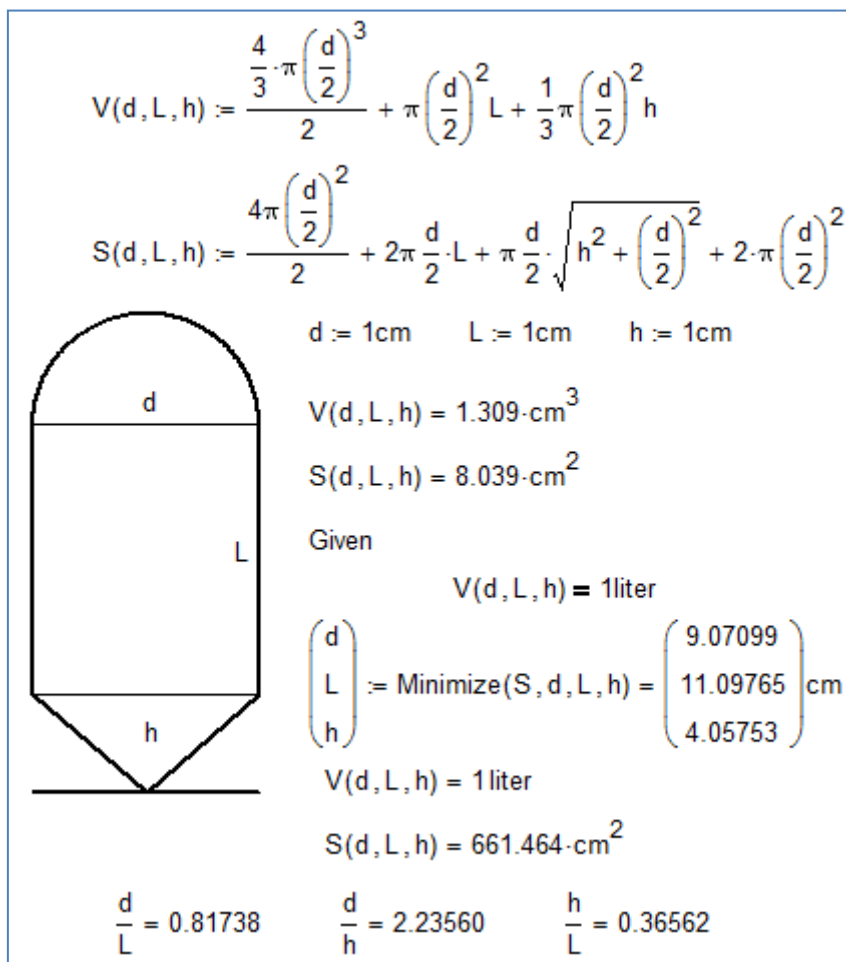 V(d,L,h) := (4/3·π(d/2)^3)/2 + π(d/2)^2 L + 1/3 π(d/2)^2 h
S(d,L,h) := (4π(d/2)^2)/2 + 2π d/2·L + π d/2·√(h^2 + (d/2)^2) + 2·π(d/2)^2
d := 1cm L := 1cm h := 1cm
d
V(d,L,h) = 1.309·cm^3
S(d,L,h) = 8.039·cm^2
L
Given
V(d,L,h) = 1liter
(d L h) := Minimize(S,d,L,h) = (9.07099 11.09765 4.05753) cm
h
V(d,L,h) = 1liter
S(d,L,h) = 661.464·cm^2
d/L = 0.81738 d/h = 2.23560 h/L = 0.36562